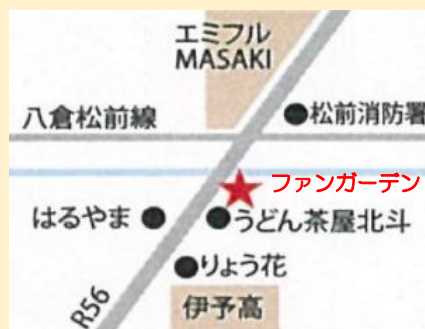 エミフル
MASAKI
松前消防署
八倉松前線
ファンガーデン
はるやま
うどん茶屋北斗
りょう花
R56
伊予高